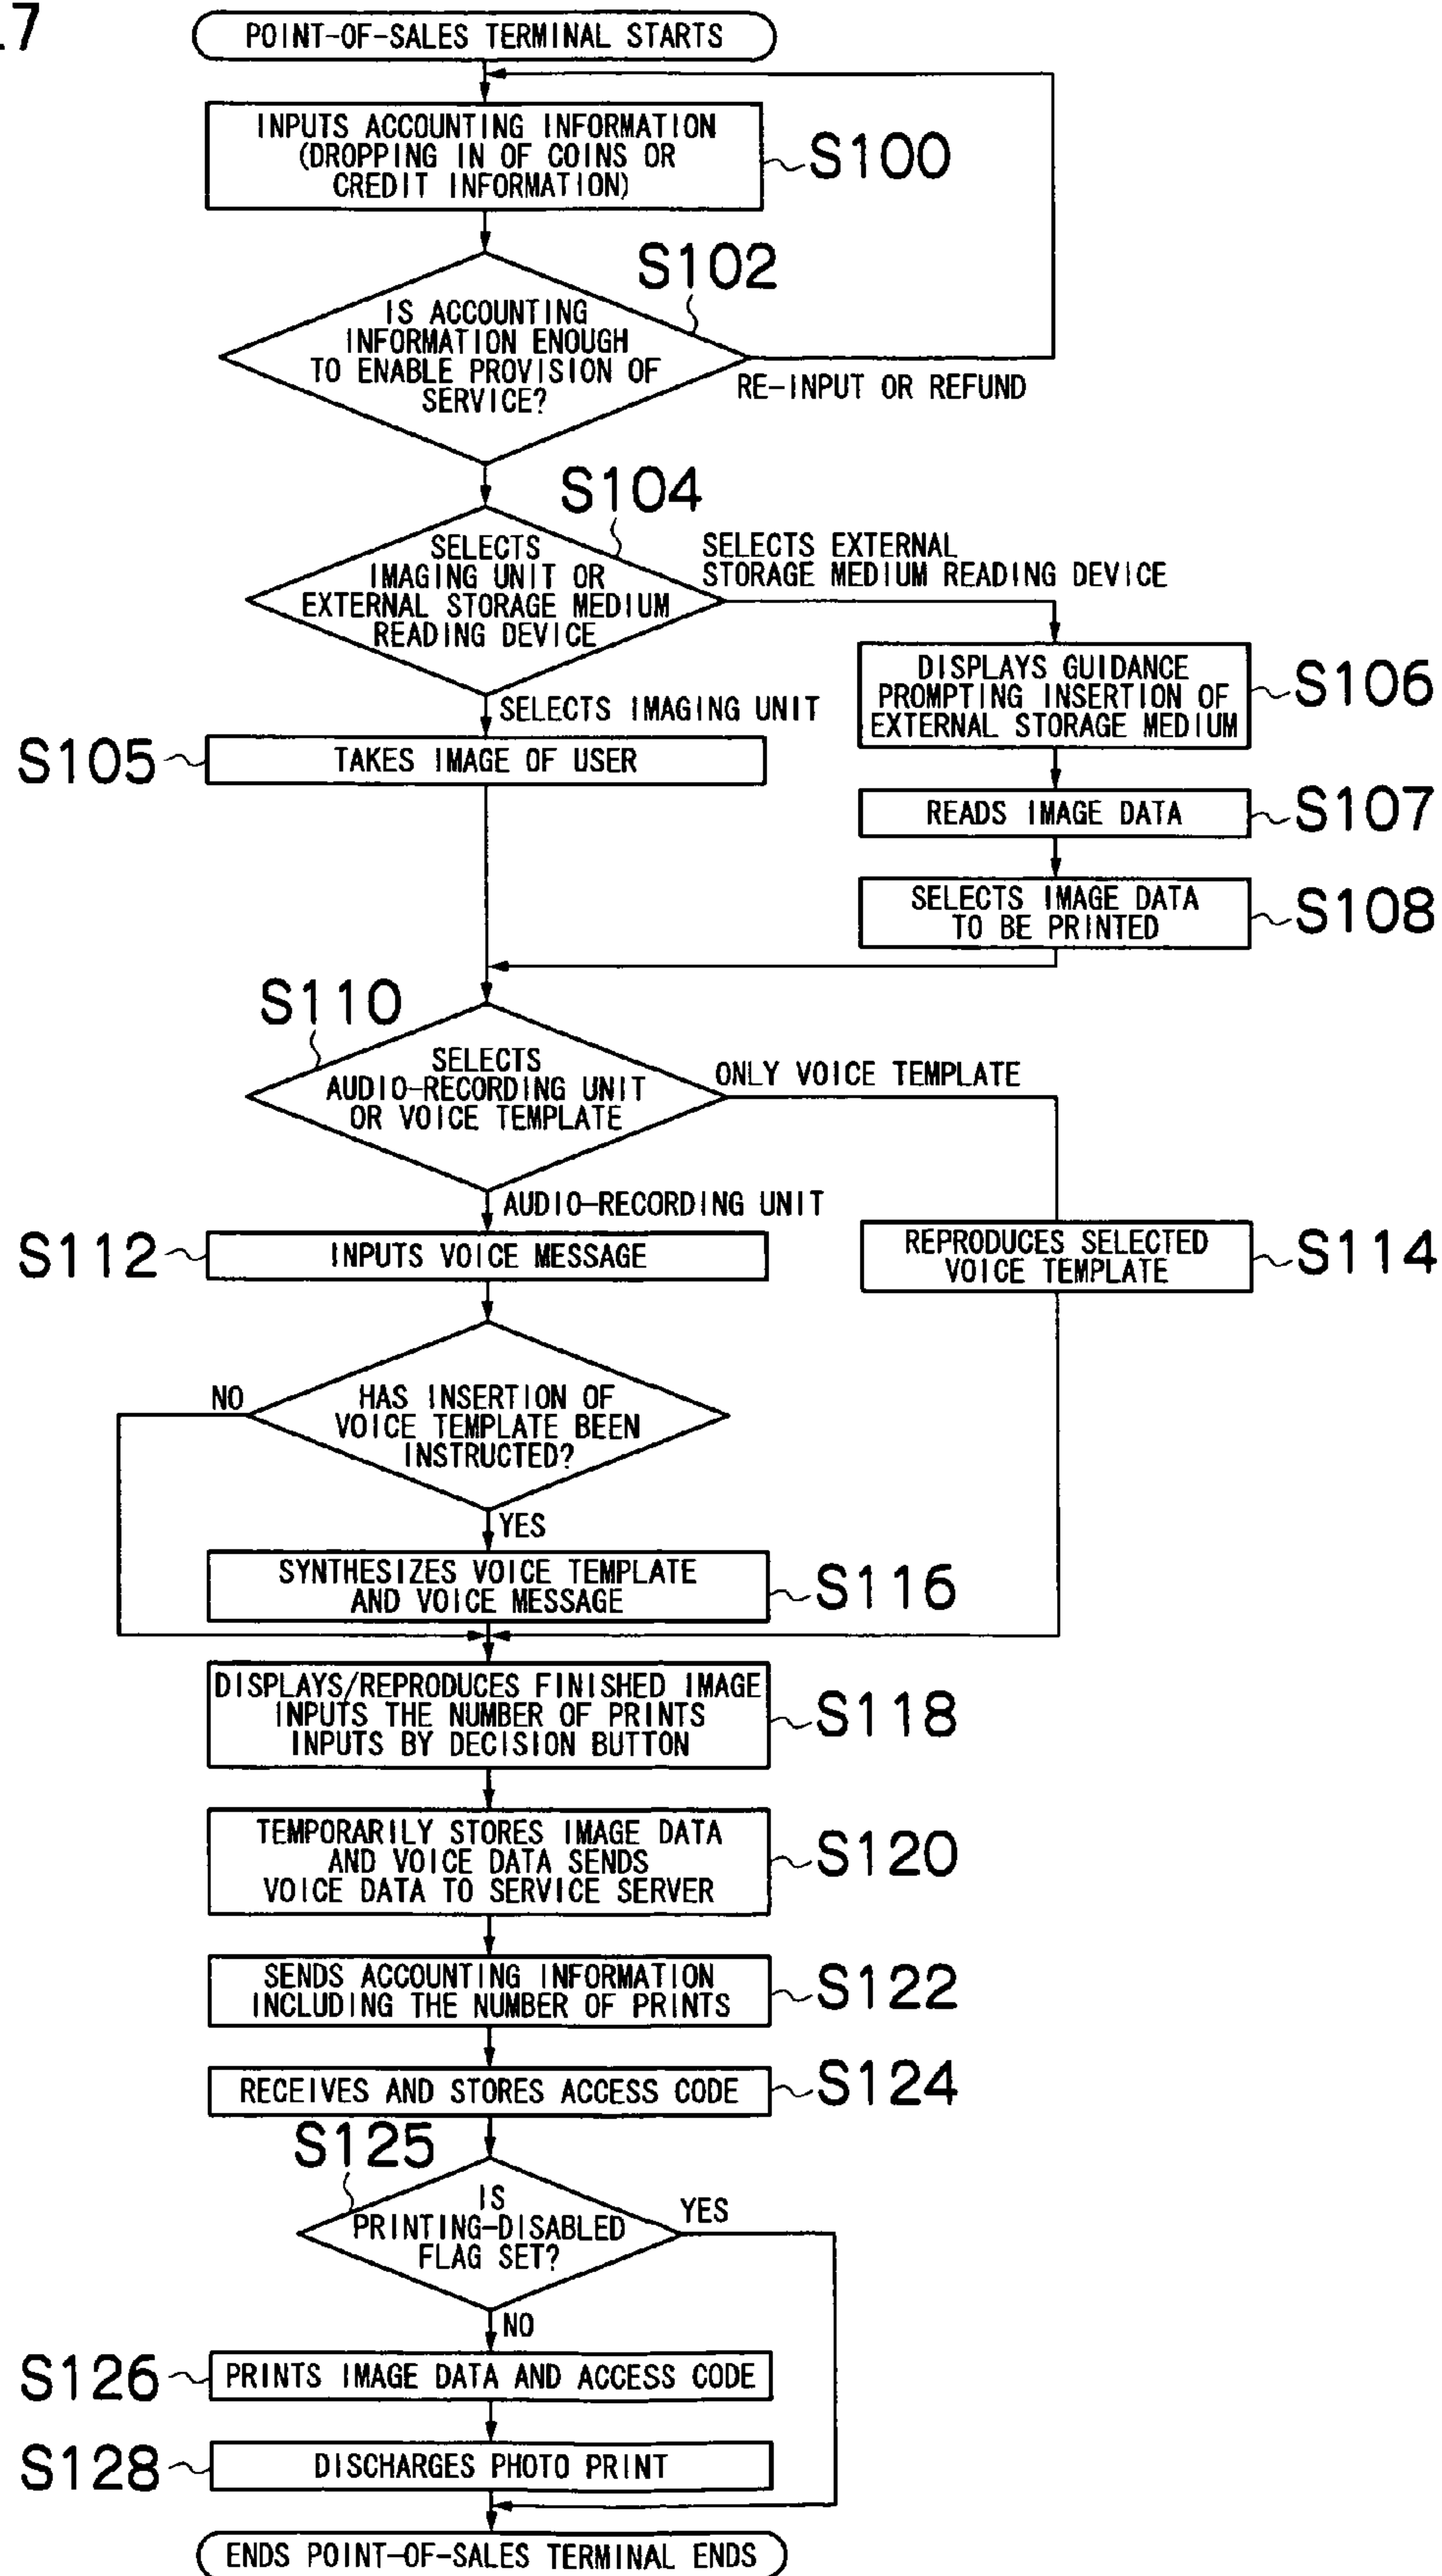 .7
POINT-OF-SALES TERMINAL STARTS
INPUTS ACCOUNTING INFORMATION
(DROPPING IN OF COINS OR
CREDIT INFORMATION)
S100
S102
IS ACCOUNTING
INFORMATION ENOUGH
TO ENABLE PROVISION OF
SERVICE?
RE-INPUT OR REFUND
S104
SELECTS
IMAGING UNIT OR
EXTERNAL STORAGE MEDIUM
READING DEVICE
SELECTS EXTERNAL
STORAGE MEDIUM READING DEVICE
SELECTS IMAGING UNIT
DISPLAYS GUIDANCE
PROMPTING INSERTION OF
EXTERNAL STORAGE MEDIUM
S106
S105
TAKES IMAGE OF USER
READS IMAGE DATA
S107
SELECTS IMAGE DATA
TO BE PRINTED
S108
S110
SELECTS
AUDIO-RECORDING UNIT
OR VOICE TEMPLATE
ONLY VOICE TEMPLATE
AUDIO-RECORDING UNIT
S112
INPUTS VOICE MESSAGE
REPRODUCES SELECTED
VOICE TEMPLATE
S114
NO
HAS INSERTION OF
VOICE TEMPLATE BEEN
INSTRUCTED?
YES
SYNTHESIZES VOICE TEMPLATE
AND VOICE MESSAGE
S116
DISPLAYS/REPRODUCES FINISHED IMAGE
INPUTS THE NUMBER OF PRINTS
INPUTS BY DECISION BUTTON
S118
TEMPORARILY STORES IMAGE DATA
AND VOICE DATA SENDS
VOICE DATA TO SERVICE SERVER
S120
SENDS ACCOUNTING INFORMATION
INCLUDING THE NUMBER OF PRINTS
S122
RECEIVES AND STORES ACCESS CODE
S124
S125
IS
PRINTING-DISABLED
FLAG SET?
YES
NO
S126
PRINTS IMAGE DATA AND ACCESS CODE
S128
DISCHARGES PHOTO PRINT
ENDS POINT-OF-SALES TERMINAL ENDS